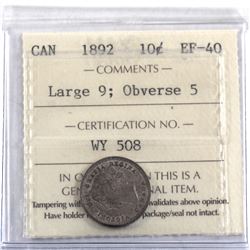 CAN 1892 10¢ EF-40
— COMMENTS —
Large 9; Obverse 5
— CERTIFICATION NO. —
WY 508
IN O N THIS IS A
GEN AL ITEM.
Tampering with validates above opinion.
Have holder package/seal not intact.